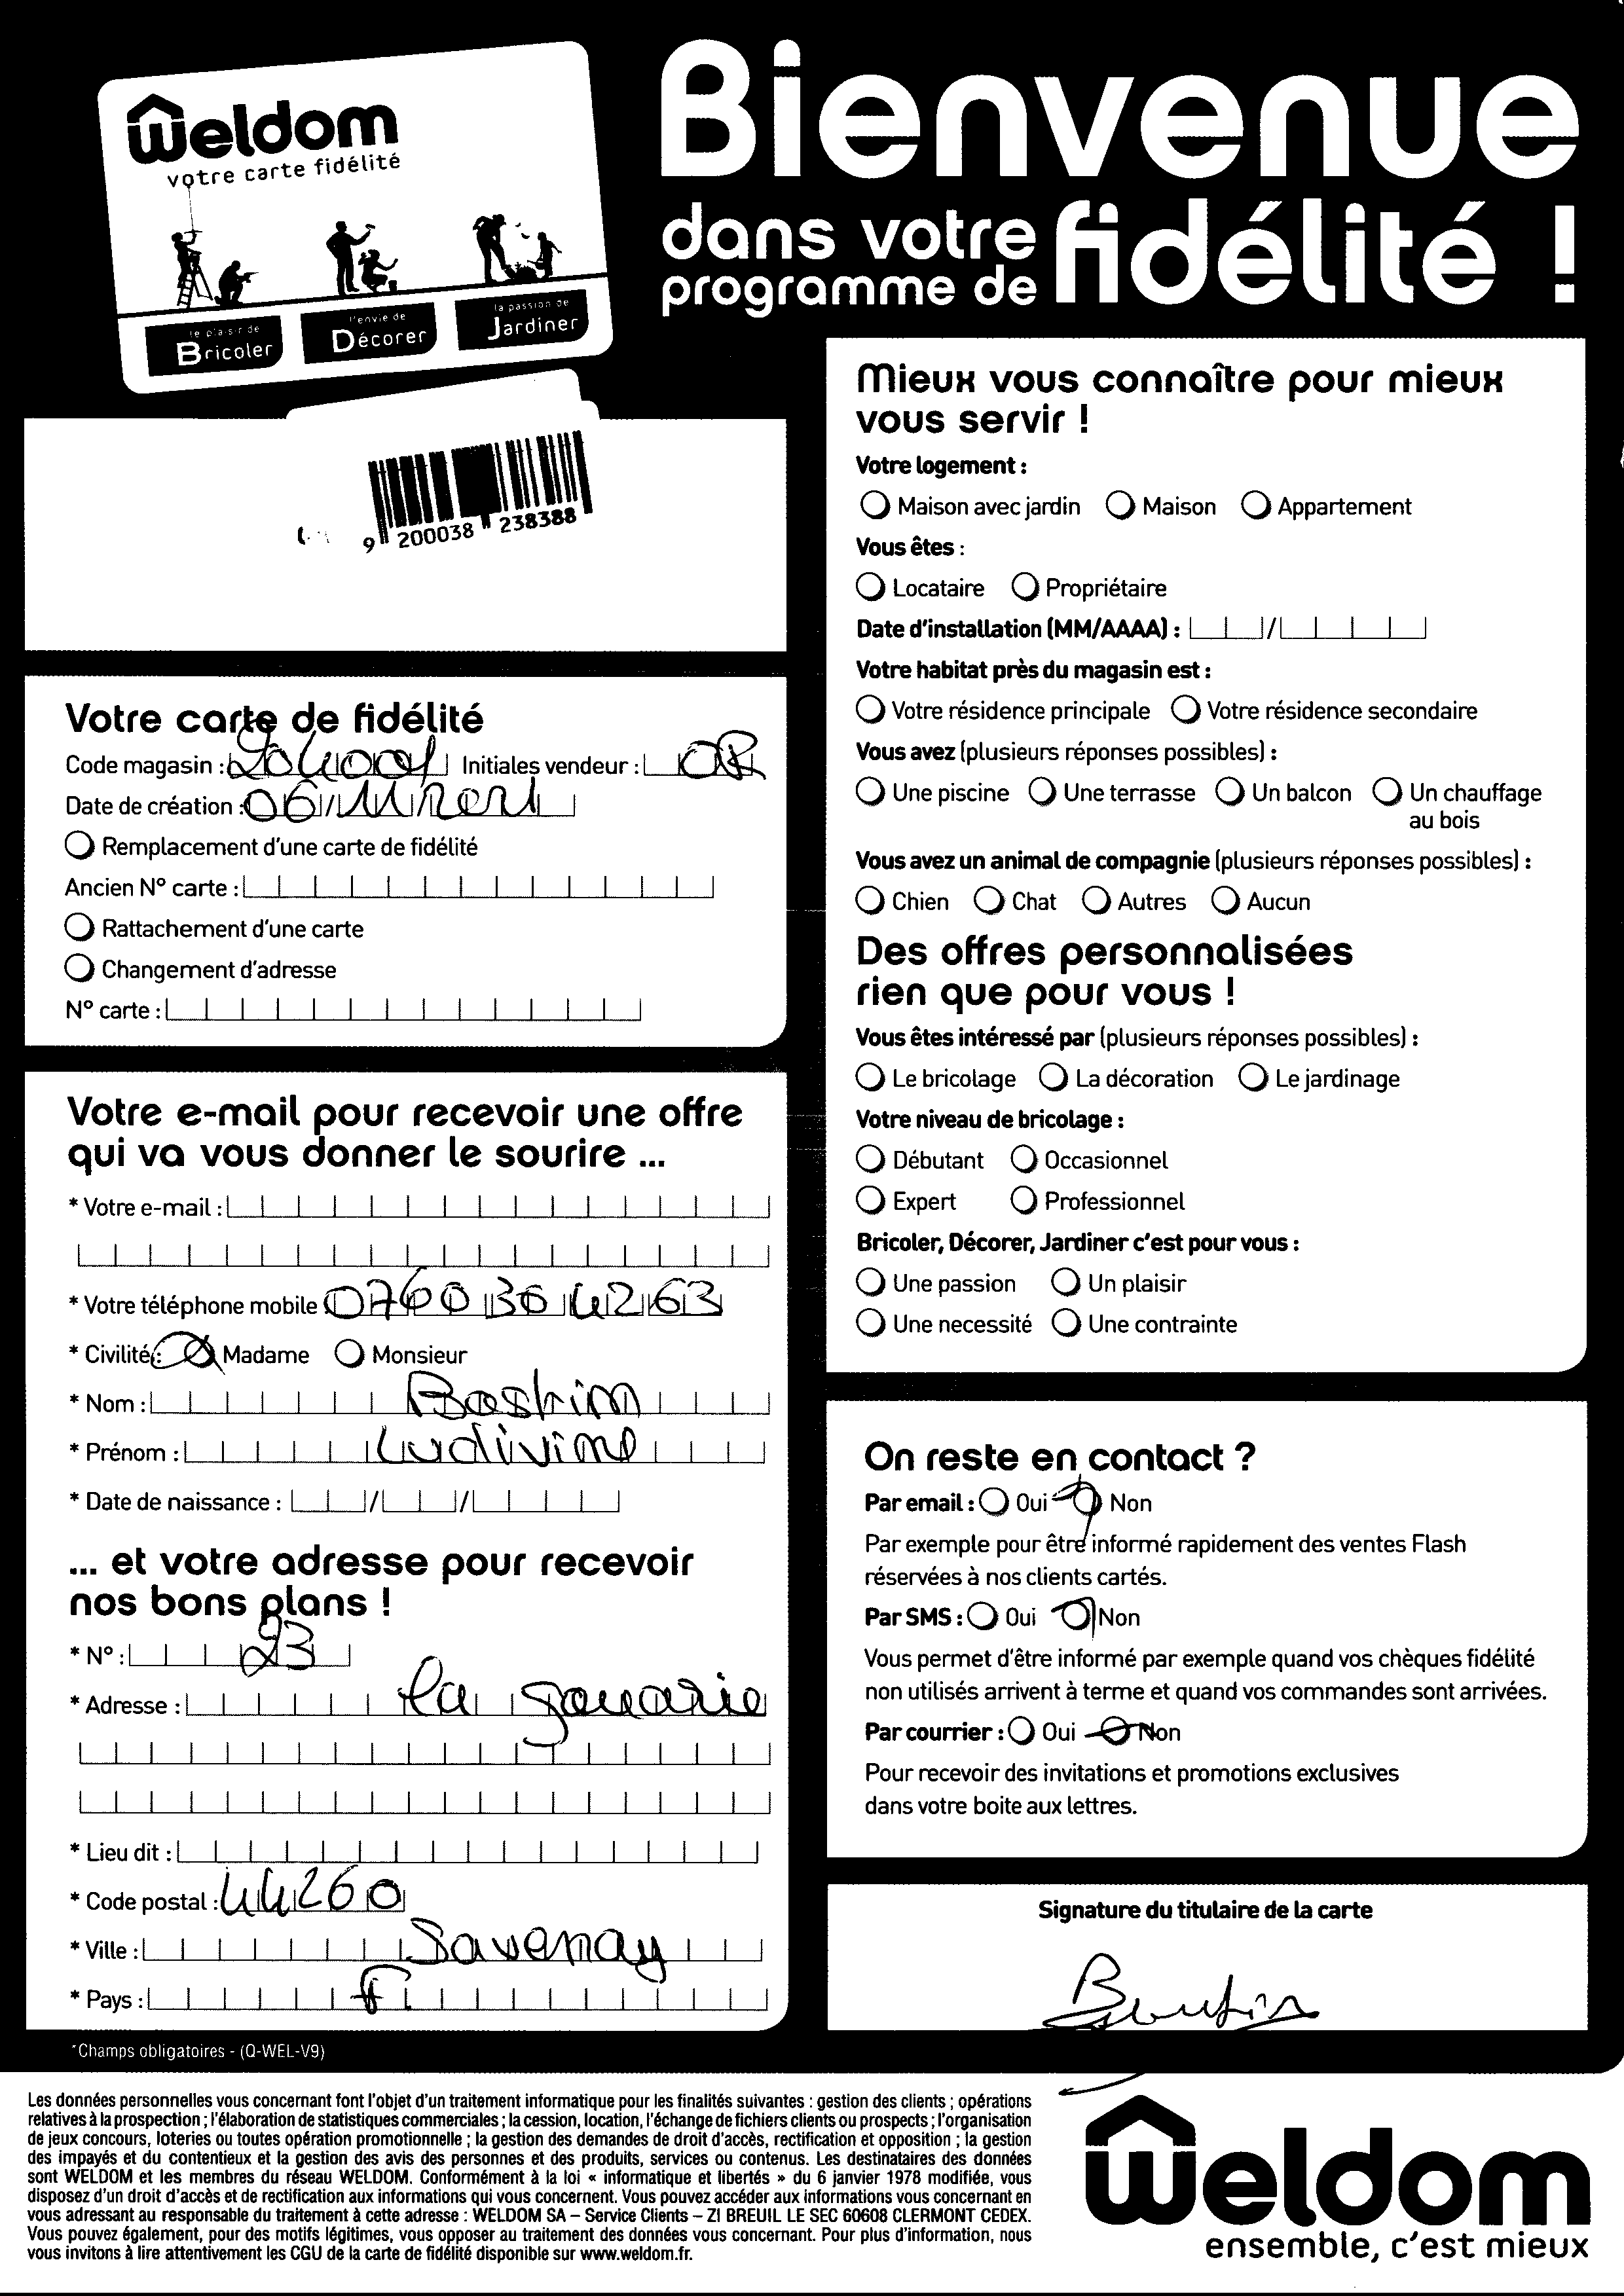 Weldom
votre carte fidélité
le plaisir de
Bricoler
l'envie de
Décorer
la passion de
Jardiner
Bienvenue
dans votre
programme de fidélité !
9 200038 238388
Votre carte de fidélité
Code magasin : Initiales vendeur : OR
Date de création : 06/11/
Remplacement d'une carte de fidélité
Ancien N° carte :
Rattachement d'une carte
Changement d'adresse
N° carte :
Votre e-mail pour recevoir une offre
qui va vous donner le sourire ...
* Votre e-mail :
* Votre téléphone mobile 0760364263
* Civilité : Madame Monsieur
* Nom :
* Prénom : Ludivine
* Date de naissance : / /
... et votre adresse pour recevoir
nos bons plans !
* N° : 23
* Adresse : la
* Lieu dit :
* Code postal : 44260
* Ville : Savenay
* Pays : F
*Champs obligatoires - (Q-WEL-V9)
Mieux vous connaître pour mieux
vous servir !
Votre logement :
Maison avec jardin Maison Appartement
Vous êtes :
Locataire Propriétaire
Date d'installation (MM/AAAA) : /
Votre habitat près du magasin est :
Votre résidence principale Votre résidence secondaire
Vous avez (plusieurs réponses possibles) :
Une piscine Une terrasse Un balcon Un chauffage
au bois
Vous avez un animal de compagnie (plusieurs réponses possibles) :
Chien Chat Autres Aucun
Des offres personnalisées
rien que pour vous !
Vous êtes intéressé par (plusieurs réponses possibles) :
Le bricolage La décoration Le jardinage
Votre niveau de bricolage :
Débutant Occasionnel
Expert Professionnel
Bricoler, Décorer, Jardiner c'est pour vous :
Une passion Un plaisir
Une necessité Une contrainte
On reste en contact ?
Par email : Oui Non
Par exemple pour être informé rapidement des ventes Flash
réservées à nos clients cartés.
Par SMS : Oui Non
Vous permet d'être informé par exemple quand vos chèques fidélité
non utilisés arrivent à terme et quand vos commandes sont arrivées.
Par courrier : Oui Non
Pour recevoir des invitations et promotions exclusives
dans votre boite aux lettres.
Signature du titulaire de la carte
Les données personnelles vous concernant font l'objet d'un traitement informatique pour les finalités suivantes : gestion des clients ; opérations
relatives à la prospection ; l'élaboration de statistiques commerciales ; la cession, location, l'échange de fichiers clients ou prospects ; l'organisation
de jeux concours, loteries ou toutes opération promotionnelle ; la gestion des demandes de droit d'accès, rectification et opposition ; la gestion
des impayés et du contentieux et la gestion des avis des personnes et des produits, services ou contenus. Les destinataires des données
sont WELDOM et les membres du réseau WELDOM. Conformément à la loi « informatique et libertés » du 6 janvier 1978 modifiée, vous
disposez d'un droit d'accès et de rectification aux informations qui vous concernent. Vous pouvez accéder aux informations vous concernant en
vous adressant au responsable du traitement à cette adresse : WELDOM SA – Service Clients – ZI BREUIL LE SEC 60608 CLERMONT CEDEX.
Vous pouvez également, pour des motifs légitimes, vous opposer au traitement des données vous concernant. Pour plus d'information, nous
vous invitons à lire attentivement les CGU de la carte de fidélité disponible sur www.weldom.fr.
Weldom
ensemble, c'est mieux